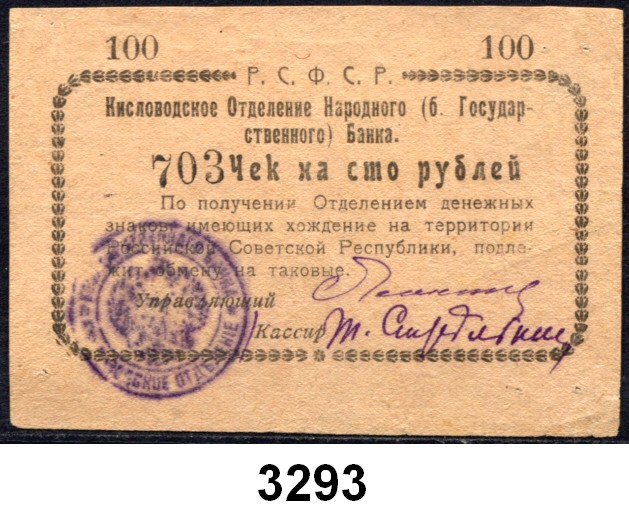 100 100
Р. С. Ф. С. Р.
Кисловодское Отделение Народного (б. Государ-
ственного) Банка.
703 Чек на сто рублей
По получении Отделением денежных
знаков, имеющих хождение на территории
Российской Советской Республики, подле-
жит обмену на таковые.
Управляющий
Кассир
ОТДѢЛЕНІЕ
3293